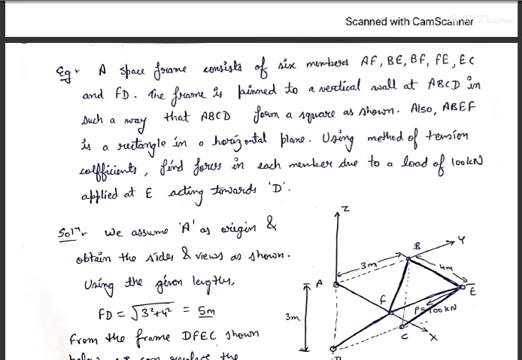 Scanned with CamScanner
Eg:- A space frame consists of six members AF, BE, BF, FE, EC
and FD. The frame is pinned to a vertical wall at ABCD in
such a way that ABCD form a square as shown. Also, ABEF
is a rectangle in a horizontal plane. Using method of tension
coefficients, find forces in each member due to a load of 100kN
applied at E acting towards 'D'.
Solⁿ:- We assume 'A' as origin &
obtain the sides & views as shown.
Using the given lengths,
FD = √3²+4² = 5m
From the frame DFEC shown
Z
B
Y
3m
4m
A
E
F
P=100kN
3m
C
X
D